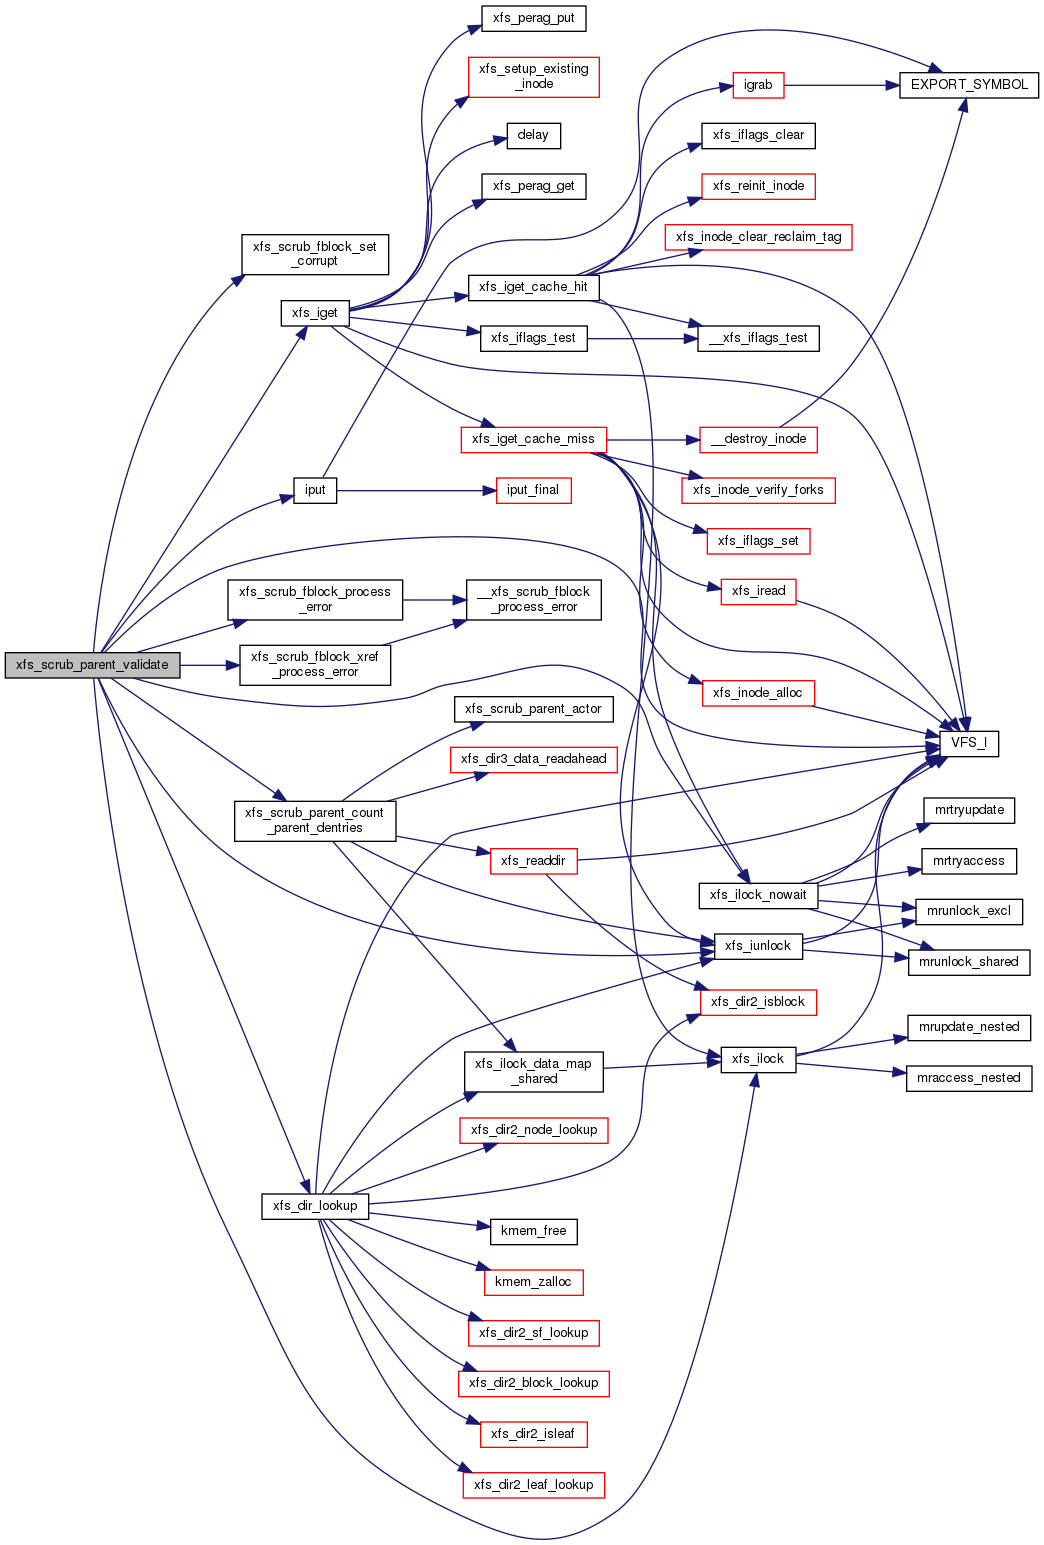 xfs_perag_put
xfs_setup_existing
_inode
igrab
EXPORT_SYMBOL
delay
xfs_iflags_clear
xfs_perag_get
xfs_reinit_inode
xfs_scrub_fblock_set
_corrupt
xfs_inode_clear_reclaim_tag
xfs_iget
xfs_iget_cache_hit
xfs_iflags_test
__xfs_iflags_test
xfs_iget_cache_miss
__destroy_inode
iput
iput_final
xfs_inode_verify_forks
xfs_iflags_set
xfs_scrub_fblock_process
_error
__xfs_scrub_fblock
_process_error
xfs_iread
xfs_scrub_parent_validate
xfs_scrub_fblock_xref
_process_error
xfs_inode_alloc
xfs_scrub_parent_actor
VFS_I
xfs_dir3_data_readahead
xfs_scrub_parent_count
_parent_dentries
mrtryupdate
xfs_readdir
mrtryaccess
xfs_ilock_nowait
mrunlock_excl
xfs_iunlock
mrunlock_shared
xfs_dir2_isblock
mrupdate_nested
xfs_ilock_data_map
_shared
xfs_ilock
mraccess_nested
xfs_dir2_node_lookup
xfs_dir_lookup
kmem_free
kmem_zalloc
xfs_dir2_sf_lookup
xfs_dir2_block_lookup
xfs_dir2_isleaf
xfs_dir2_leaf_lookup